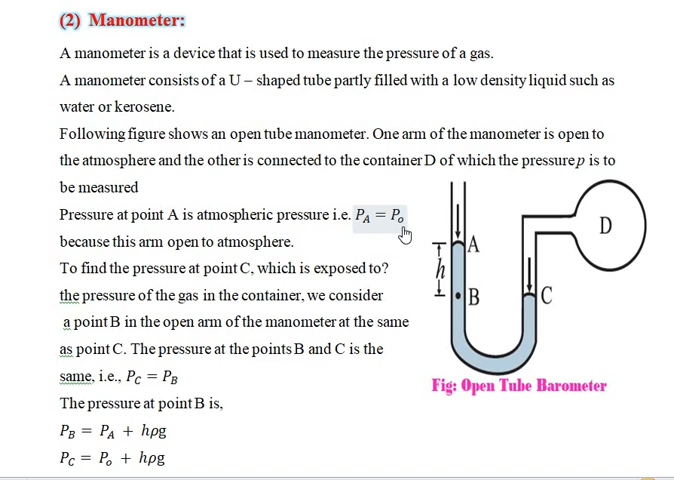 (2) Manometer:
A manometer is a device that is used to measure the pressure of a gas.
A manometer consists of a U – shaped tube partly filled with a low density liquid such as
water or kerosene.
Following figure shows an open tube manometer. One arm of the manometer is open to
the atmosphere and the other is connected to the container D of which the pressure p is to
be measured
Pressure at point A is atmospheric pressure i.e. P_A = P_o
because this arm open to atmosphere.
To find the pressure at point C, which is exposed to?
the pressure of the gas in the container, we consider
a point B in the open arm of the manometer at the same
as point C. The pressure at the points B and C is the
same, i.e., P_C = P_B
The pressure at point B is,
P_B = P_A + hρg
P_C = P_o + hρg
D
A
h
B
C
Fig: Open Tube Barometer